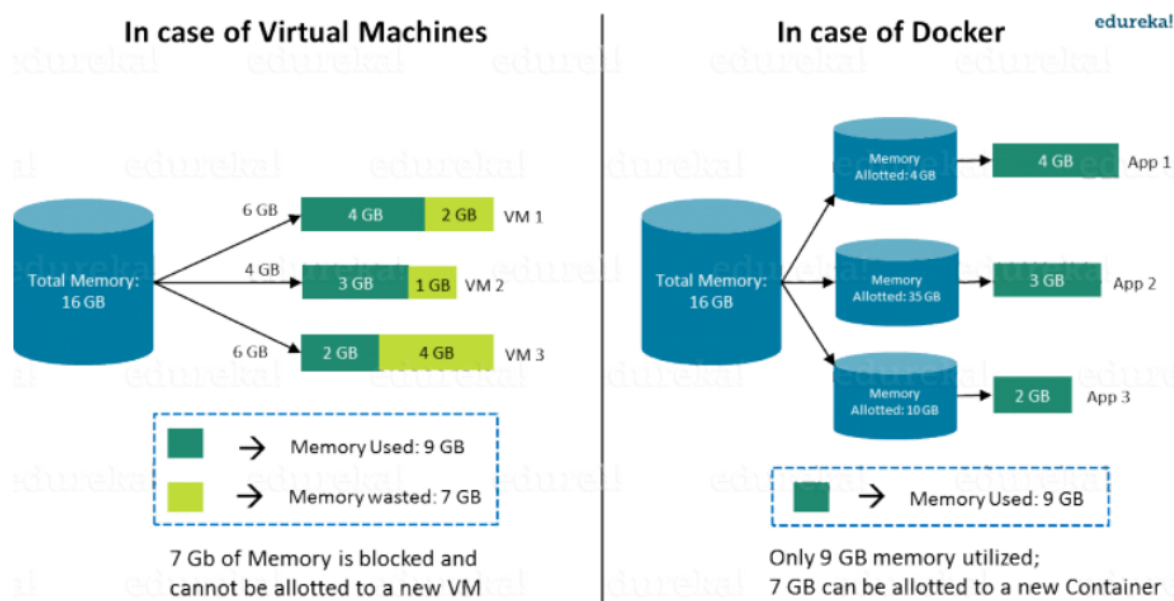 In case of Virtual Machines
Total Memory:
16 GB
6 GB
4 GB
2 GB
VM 1
4 GB
3 GB
1 GB
VM 2
6 GB
2 GB
4 GB
VM 3
→ Memory Used: 9 GB
→ Memory wasted: 7 GB
7 Gb of Memory is blocked and
cannot be allotted to a new VM
In case of Docker
edureka!
Total Memory:
16 GB
Memory
Allotted: 4 GB
4 GB
App 1
Memory
Allotted: 35 GB
3 GB
App 2
Memory
Allotted: 10 GB
2 GB
App 3
→ Memory Used: 9 GB
Only 9 GB memory utilized;
7 GB can be allotted to a new Container